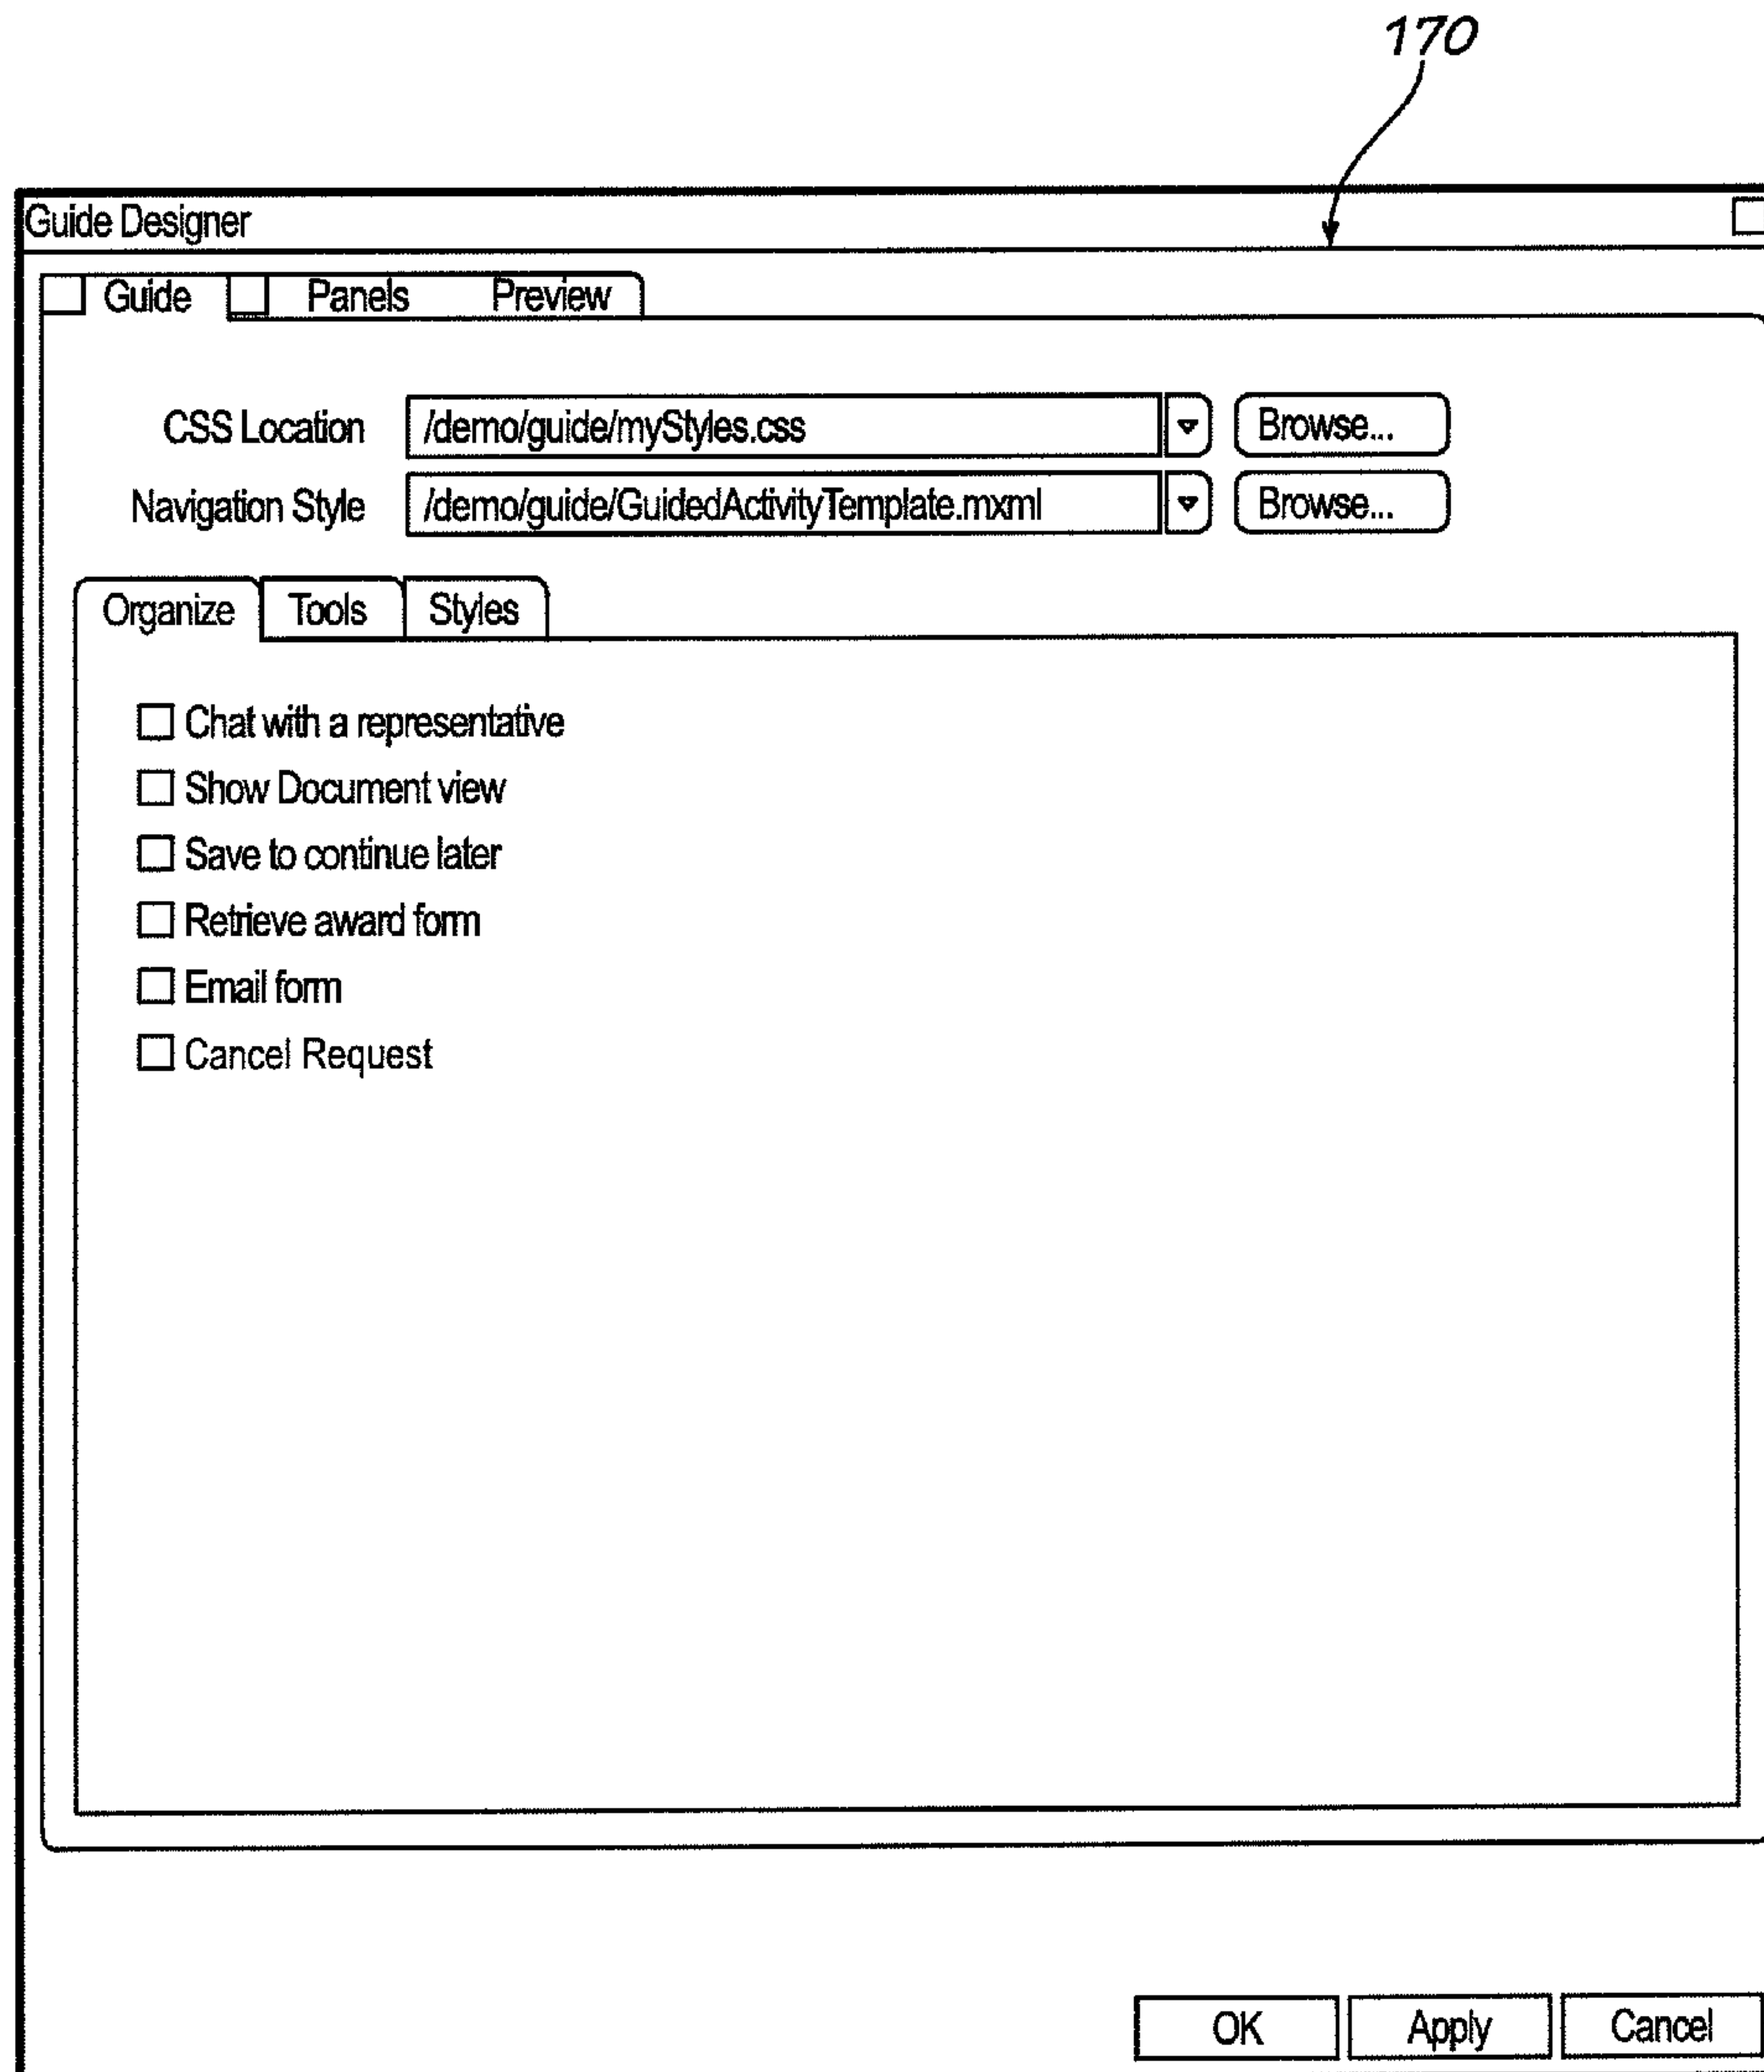 170
Guide Designer
Guide Panels Preview
CSS Location /demo/guide/myStyles.css Browse...
Navigation Style /demo/guide/GuidedActivityTemplate.mxml Browse...
Organize Tools Styles
Chat with a representative
Show Document view
Save to continue later
Retrieve award form
Email form
Cancel Request
OK Apply Cancel